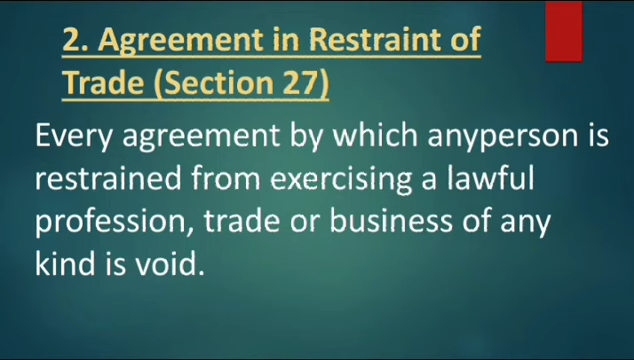 2. Agreement in Restraint of
Trade (Section 27)
Every agreement by which anyperson is
restrained from exercising a lawful
profession, trade or business of any
kind is void.